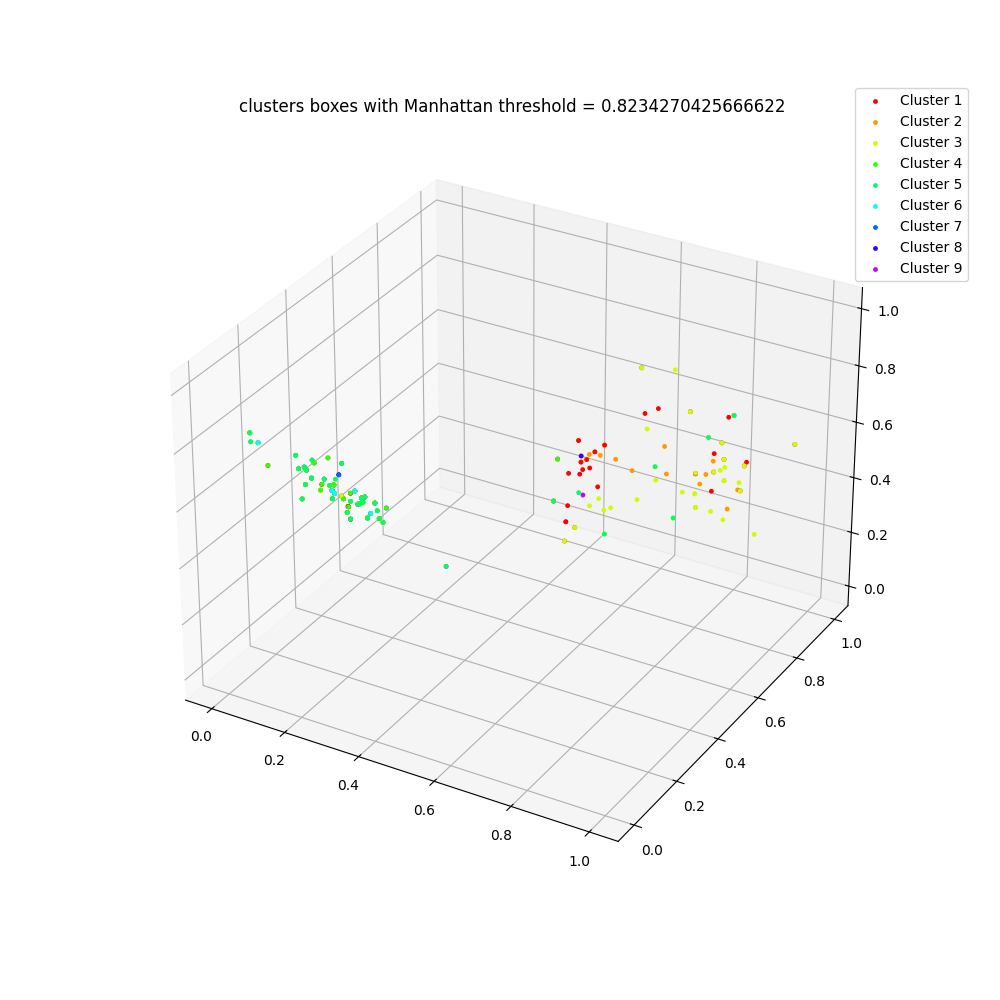 clusters boxes with Manhattan threshold = 0.8234270425666622
Cluster 1
Cluster 2
Cluster 3
Cluster 4
Cluster 5
Cluster 6
Cluster 7
Cluster 8
Cluster 9
1.0
0.8
0.6
0.4
0.2
0.0
0.0
0.2
0.4
0.6
0.8
1.0
0.0
0.2
0.4
0.6
0.8
1.0